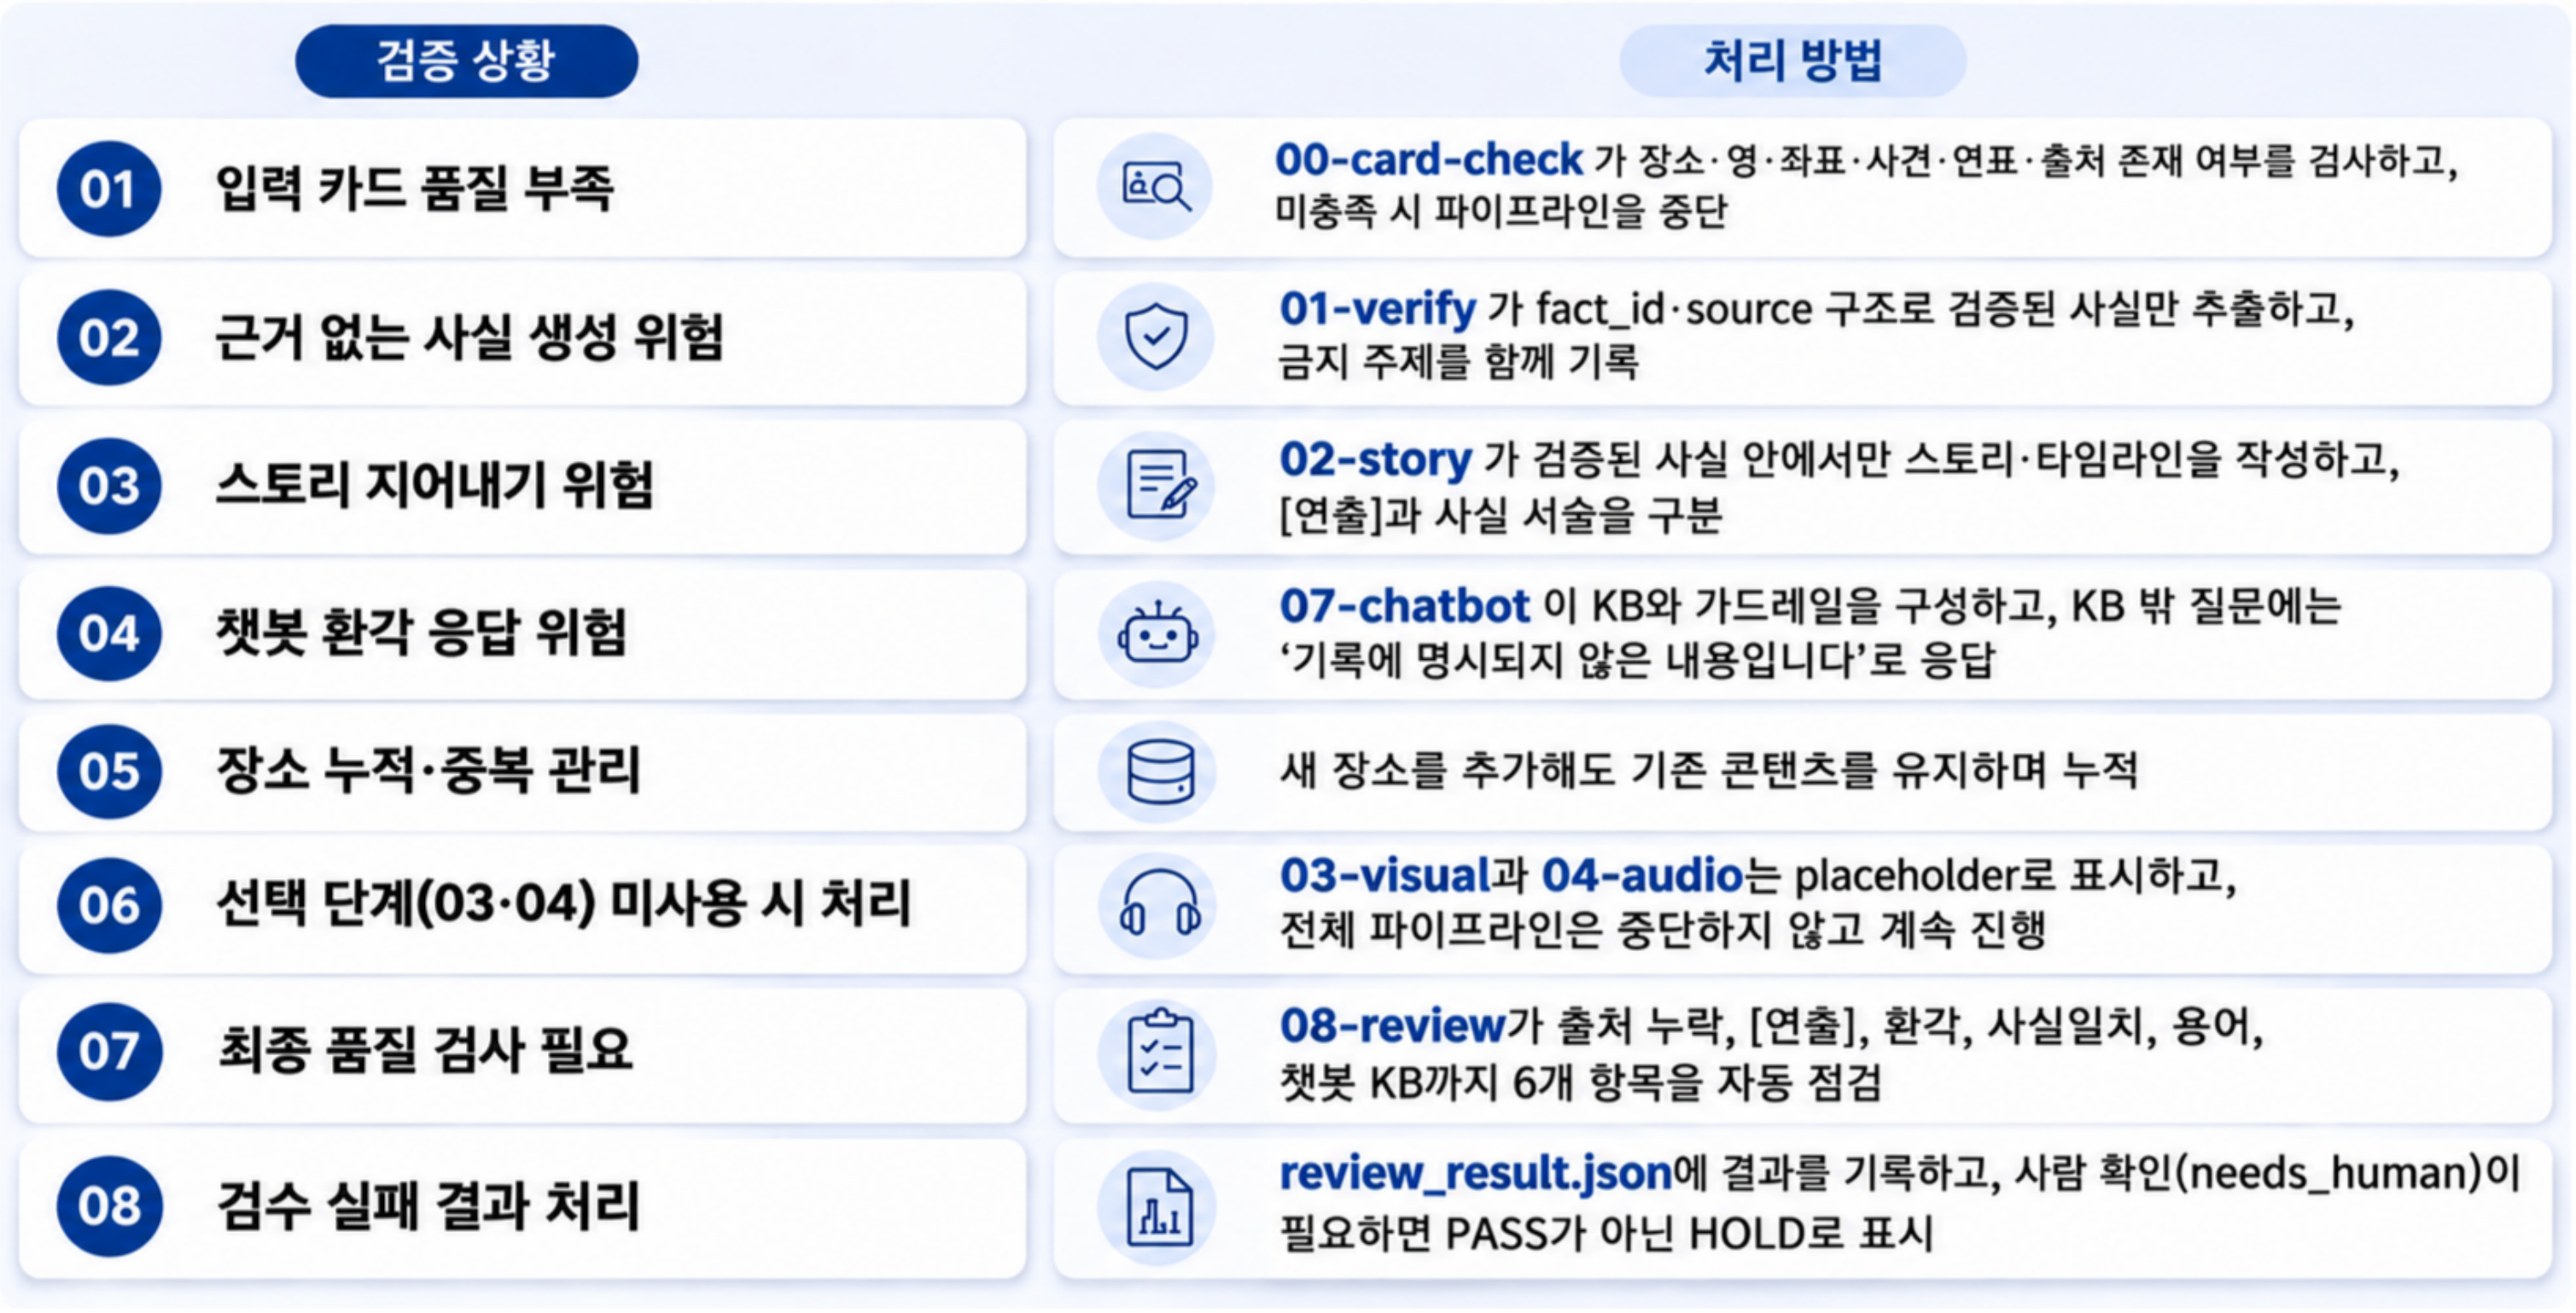 검증 상황
처리 방법
01 입력 카드 품질 부족
00-card-check 가 장소·영·좌표·사견·연표·출처 존재 여부를 검사하고,
미충족 시 파이프라인을 중단
02 근거 없는 사실 생성 위험
01-verify 가 fact_id·source 구조로 검증된 사실만 추출하고,
금지 주제를 함께 기록
03 스토리 지어내기 위험
02-story 가 검증된 사실 안에서만 스토리·타임라인을 작성하고,
[연출]과 사실 서술을 구분
04 챗봇 환각 응답 위험
07-chatbot 이 KB와 가드레일을 구성하고, KB 밖 질문에는
‘기록에 명시되지 않은 내용입니다’로 응답
05 장소 누적·중복 관리
새 장소를 추가해도 기존 콘텐츠를 유지하며 누적
06 선택 단계(03·04) 미사용 시 처리
03-visual과 04-audio는 placeholder로 표시하고,
전체 파이프라인은 중단하지 않고 계속 진행
07 최종 품질 검사 필요
08-review가 출처 누락, [연출], 환각, 사실일치, 용어,
챗봇 KB까지 6개 항목을 자동 점검
08 검수 실패 결과 처리
review_result.json에 결과를 기록하고, 사람 확인(needs_human)이
필요하면 PASS가 아닌 HOLD로 표시